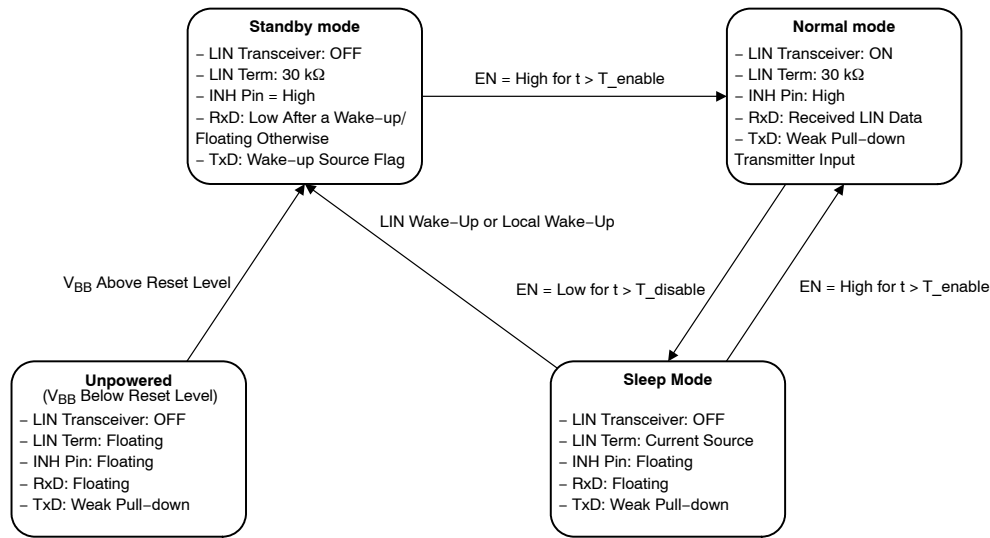 Standby mode
− LIN Transceiver: OFF
− LIN Term: 30 kΩ
− INH Pin = High
− RxD: Low After a Wake−up/
Floating Otherwise
− TxD: Wake−up Source Flag
EN = High for t > T_enable
Normal mode
− LIN Transceiver: ON
− LIN Term: 30 kΩ
− INH Pin: High
− RxD: Received LIN Data
− TxD: Weak Pull−down
Transmitter Input
LIN Wake−Up or Local Wake−Up
VBB Above Reset Level
EN = Low for t > T_disable
EN = High for t > T_enable
Unpowered
(VBB Below Reset Level)
− LIN Transceiver: OFF
− LIN Term: Floating
− INH Pin: Floating
− RxD: Floating
− TxD: Weak Pull−down
Sleep Mode
− LIN Transceiver: OFF
− LIN Term: Current Source
− INH Pin: Floating
− RxD: Floating
− TxD: Weak Pull−down